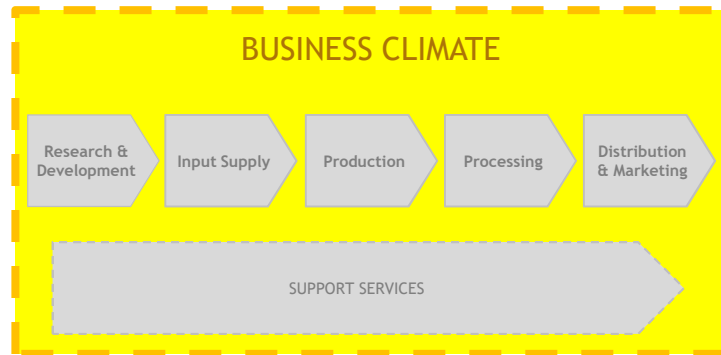 BUSINESS CLIMATE
Research &
Development
Input Supply
Production
Processing
Distribution
& Marketing
SUPPORT SERVICES